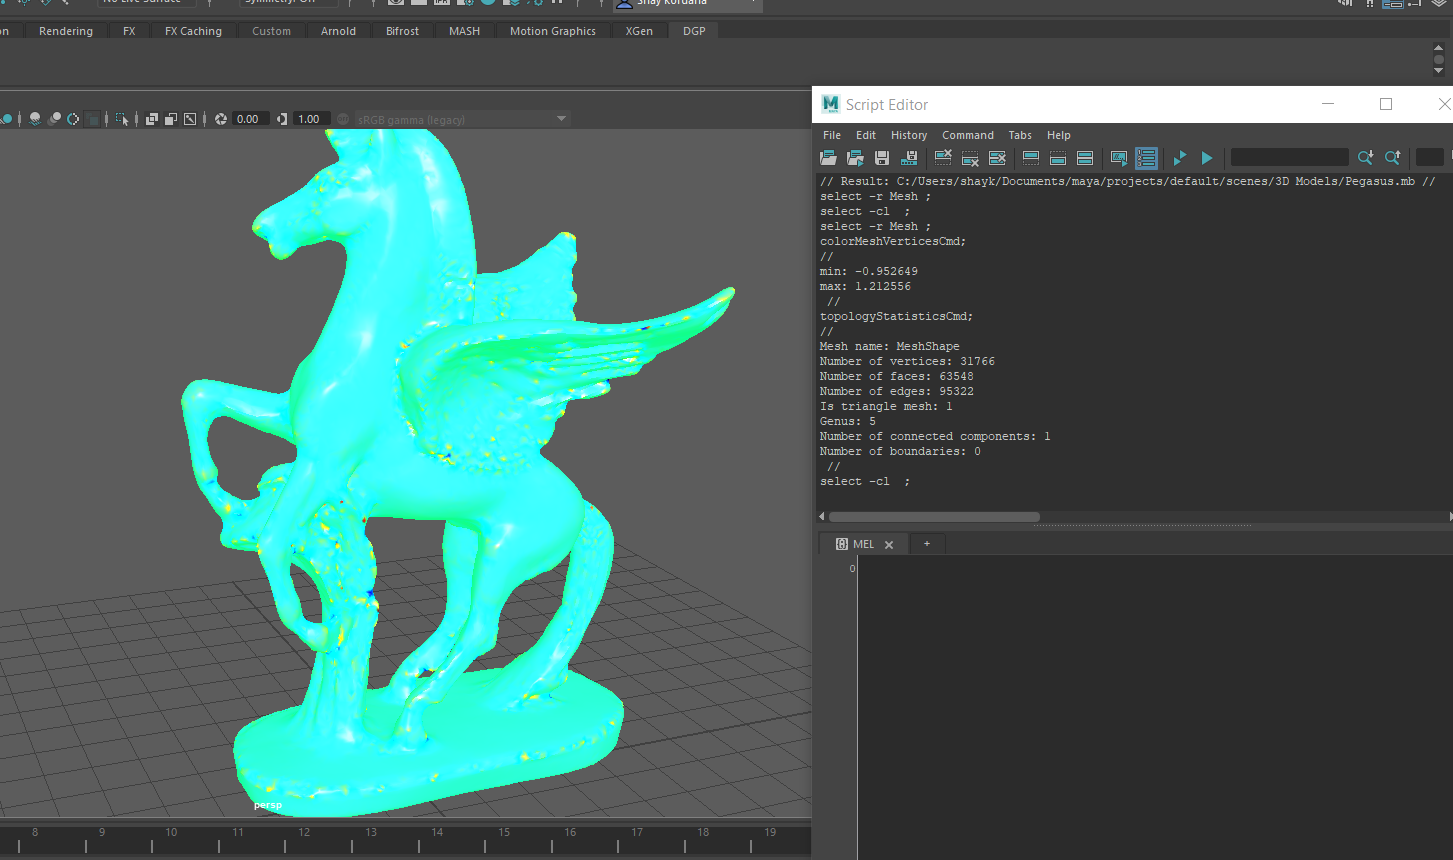 No Live Surface
Symmetry: Off
Shay Kordana
Rendering FX FX Caching Custom Arnold Bifrost MASH Motion Graphics XGen DGP
0.00 1.00 sRGB gamma (legacy)
persp
8 9 10 11 12 13 14 15 16 17 18 19
M Script Editor
File Edit History Command Tabs Help
// Result: C:/Users/shayk/Documents/maya/projects/default/scenes/3D Models/Pegasus.mb //
select -r Mesh ;
select -cl  ;
select -r Mesh ;
colorMeshVerticesCmd;
//
min: -0.952649
max: 1.212556
//
topologyStatisticsCmd;
//
Mesh name: MeshShape
Number of vertices: 31766
Number of faces: 63548
Number of edges: 95322
Is triangle mesh: 1
Genus: 5
Number of connected components: 1
Number of boundaries: 0
//
select -cl  ;
MEL +
0